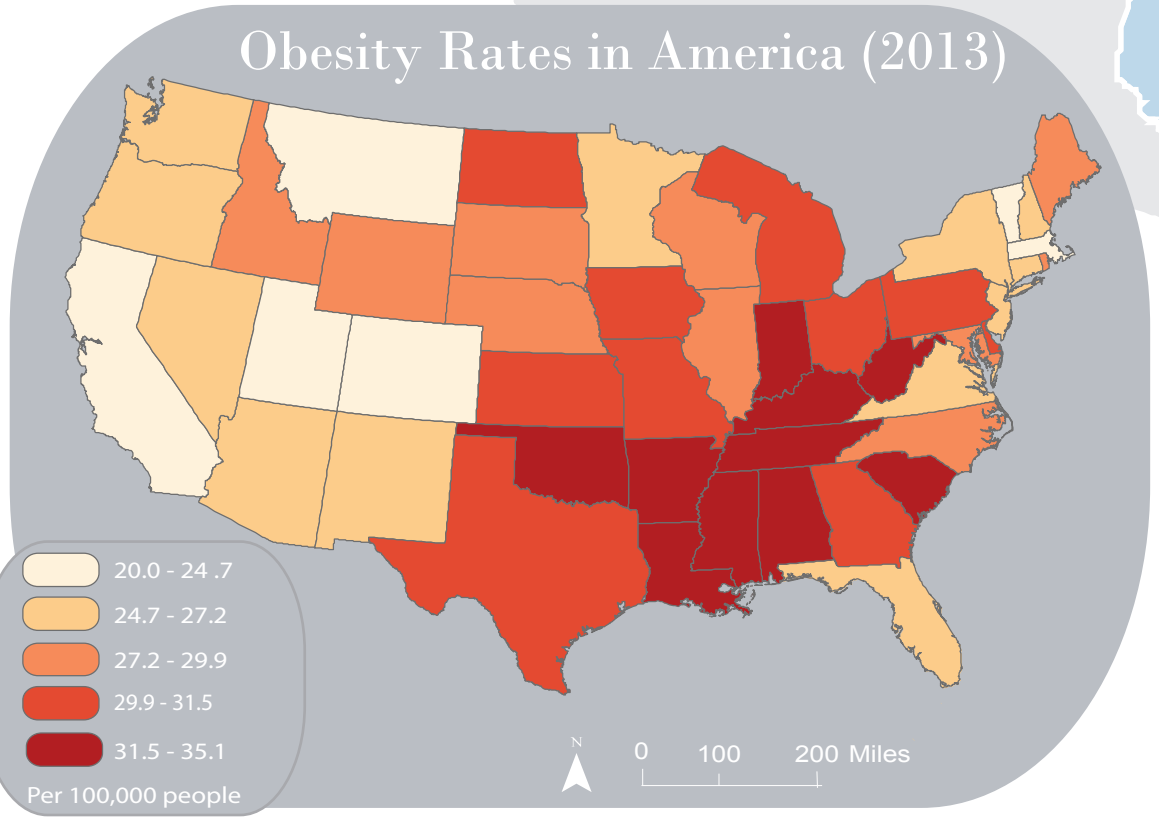 Obesity Rates in America (2013)
20.0 - 24 .7
24.7 - 27.2
27.2 - 29.9
29.9 - 31.5
31.5 - 35.1
Per 100,000 people
N
0 100 200 Miles